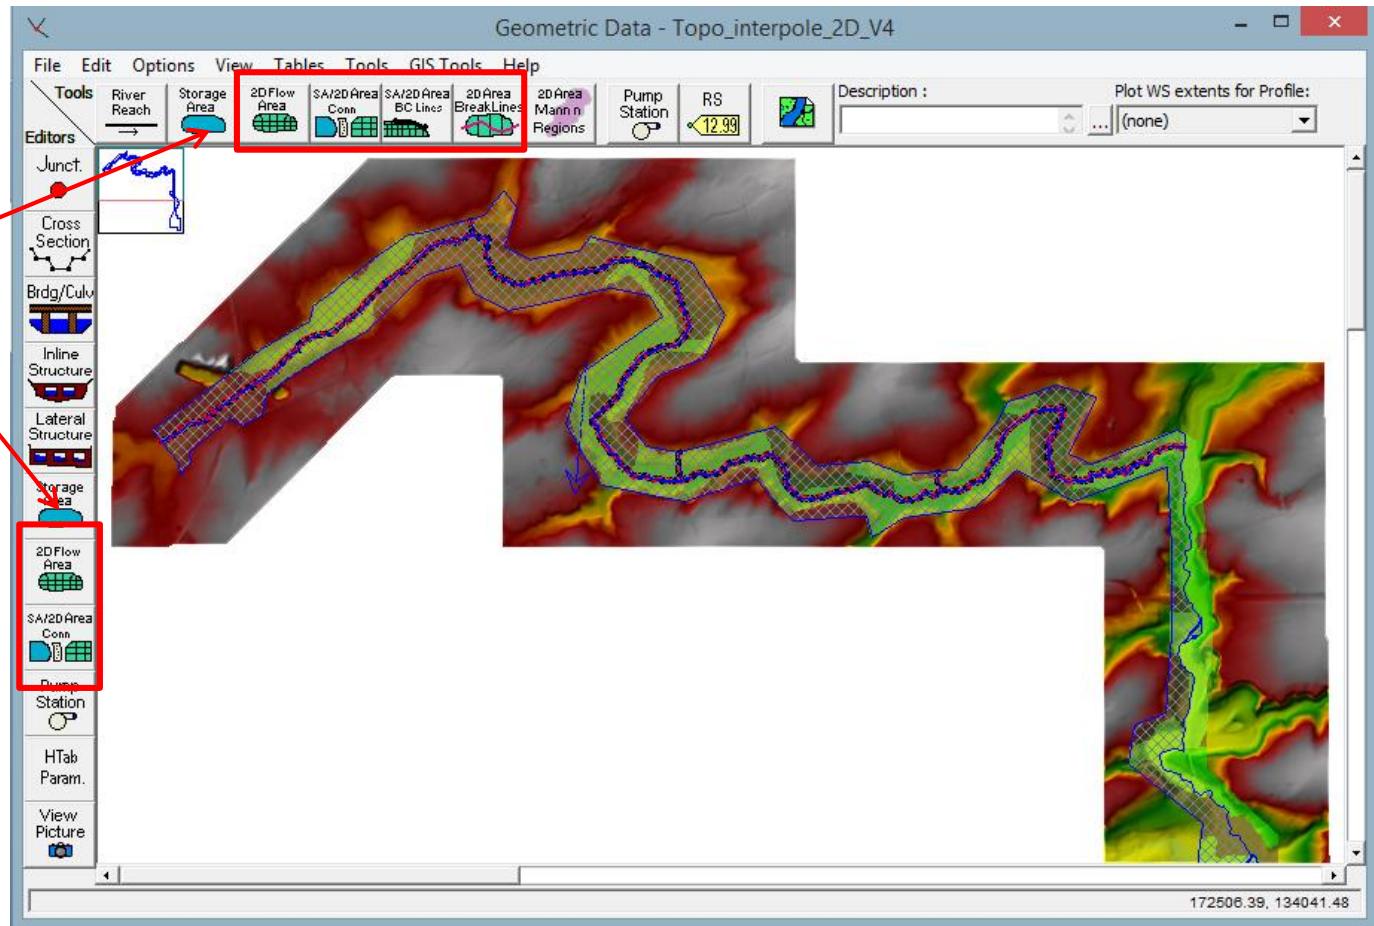 Geometric Data - Topo_interpole_2D_V4
File Edit Options View Tables Tools GIS Tools Help
Tools
Editors
River
Reach
Storage
Area
2D Flow
Area
SA/2D Area
Conn
SA/2D Area
BC Lines
2D Area
BreakLines
2D Area
Mann n
Regions
Pump
Station
RS
12.99
Description :
...
Plot WS extents for Profile:
(none)
Junct.
Cross
Section
Brdg/Culv
Inline
Structure
Lateral
Structure
Storage
Area
2D Flow
Area
SA/2D Area
Conn
Pump
Station
HTab
Param.
View
Picture
172506.39, 134041.48